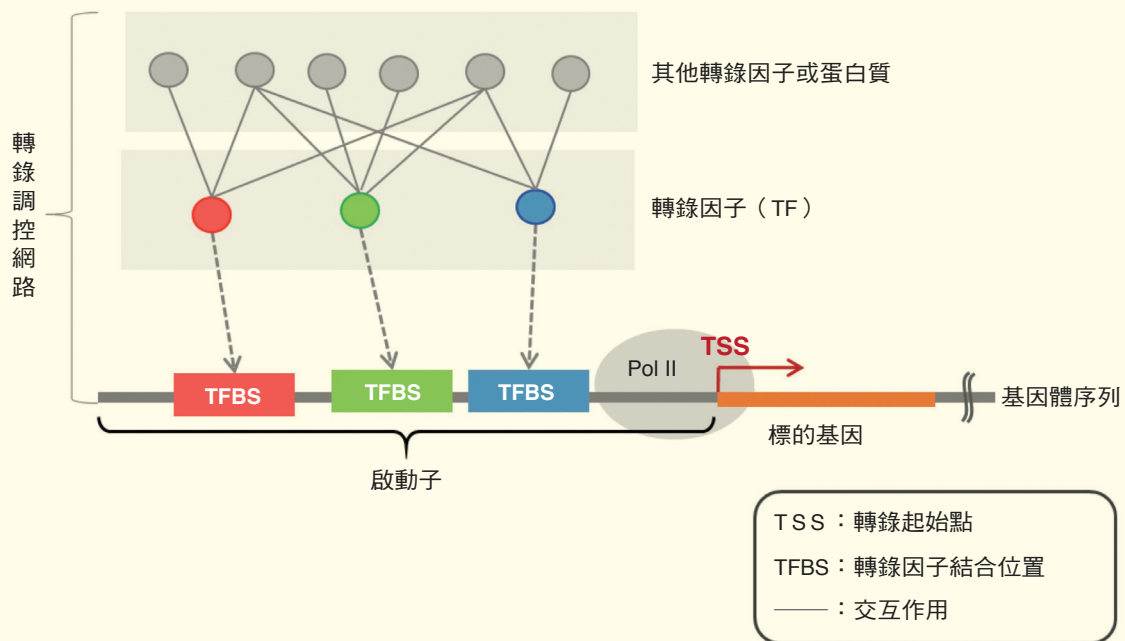 其他轉錄因子或蛋白質
轉錄調控網路
轉錄因子（TF）
TSS
Pol II
TFBS
TFBS
TFBS
基因體序列
標的基因
啟動子
TSS：轉錄起始點
TFBS：轉錄因子結合位置
——：交互作用